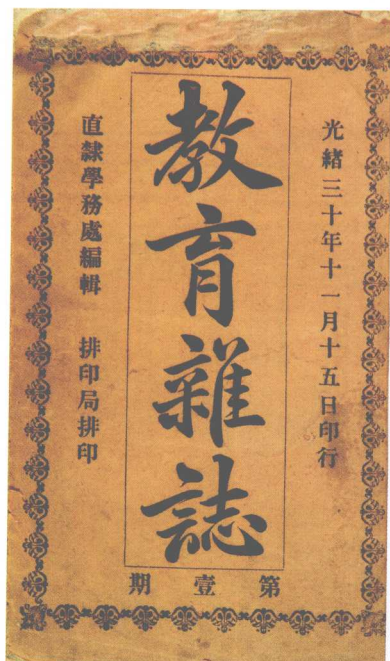 光緒三十年十一月十五日印行
教育雜誌
直隸學務處編輯 排印局排印
第壹期